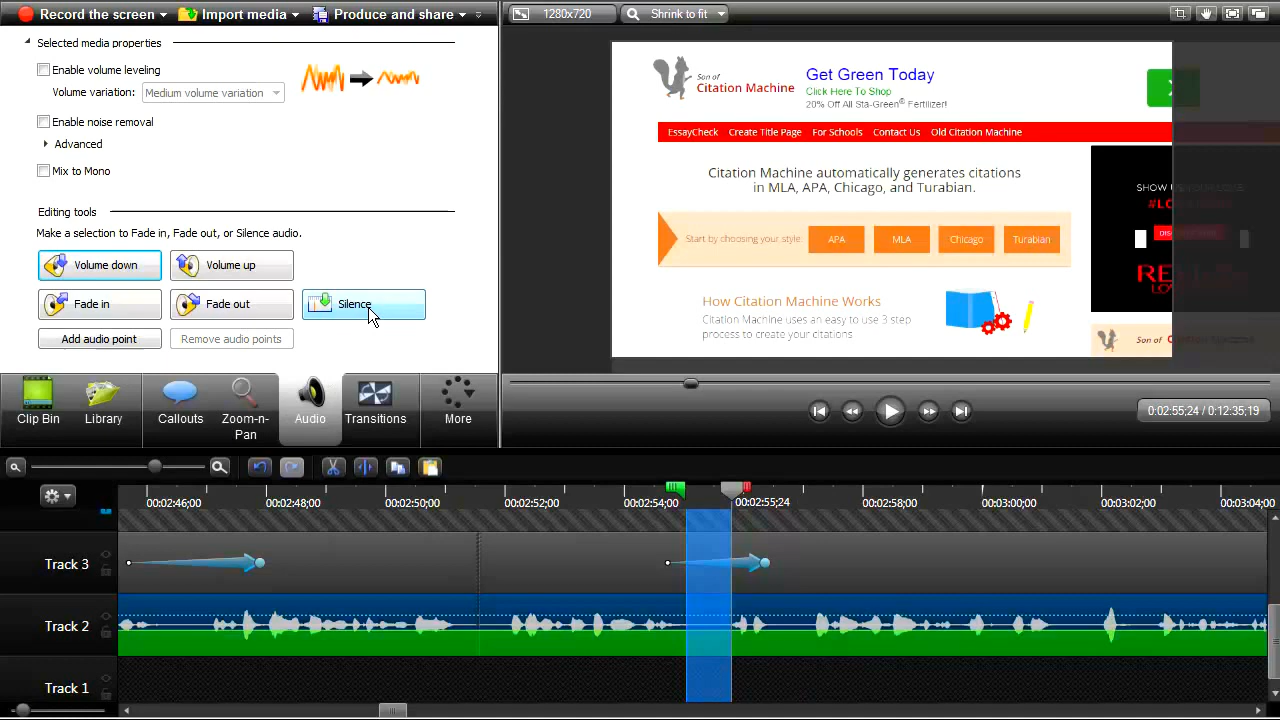 Record the screen Import media Produce and share
1280x720 Shrink to fit
Selected media properties
Enable volume leveling
Volume variation: Medium volume variation
Enable noise removal
Advanced
Mix to Mono
Editing tools
Make a selection to Fade in, Fade out, or Silence audio.
Volume down Volume up
Fade in Fade out Silence
Add audio point Remove audio points
Clip Bin Library Callouts Zoom-n-Pan Audio Transitions More
Son of
Citation Machine
Get Green Today
Click Here To Shop
20% Off All Sta-Green® Fertilizer!
EssayCheck Create Title Page For Schools Contact Us Old Citation Machine
Citation Machine automatically generates citations
in MLA, APA, Chicago, and Turabian.
Start by choosing your style: APA MLA Chicago Turabian
How Citation Machine Works
Citation Machine uses an easy to use 3 step
process to create your citations
SHOW US YOUR
Son of
0:02:55;24 / 0:12:35;19
00:02:46;00 00:02:48;00 00:02:50;00 00:02:52;00 00:02:54;00 00:02:55;24 00:02:58;00 00:03:00;00 00:03:02;00 00:03:04;00
Track 3
Track 2
Track 1